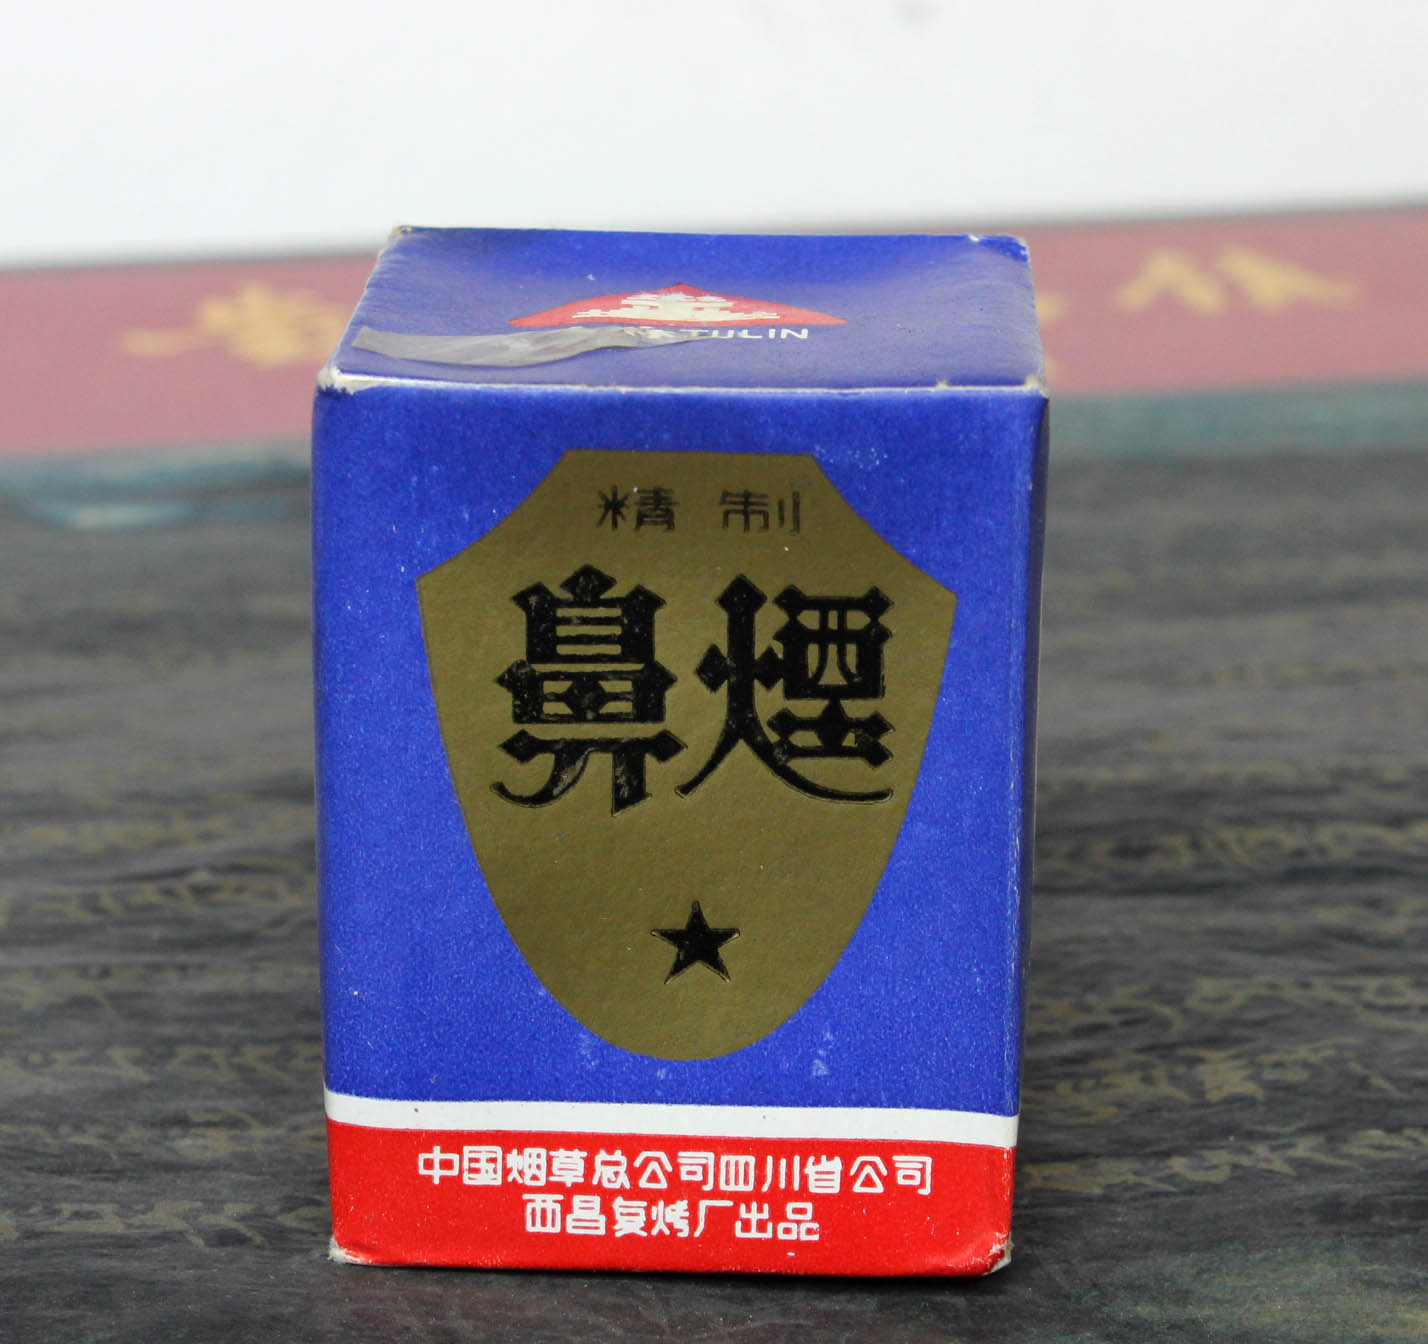 精制
鼻煙
中国烟草总公司四川省公司
西昌复烤厂出品